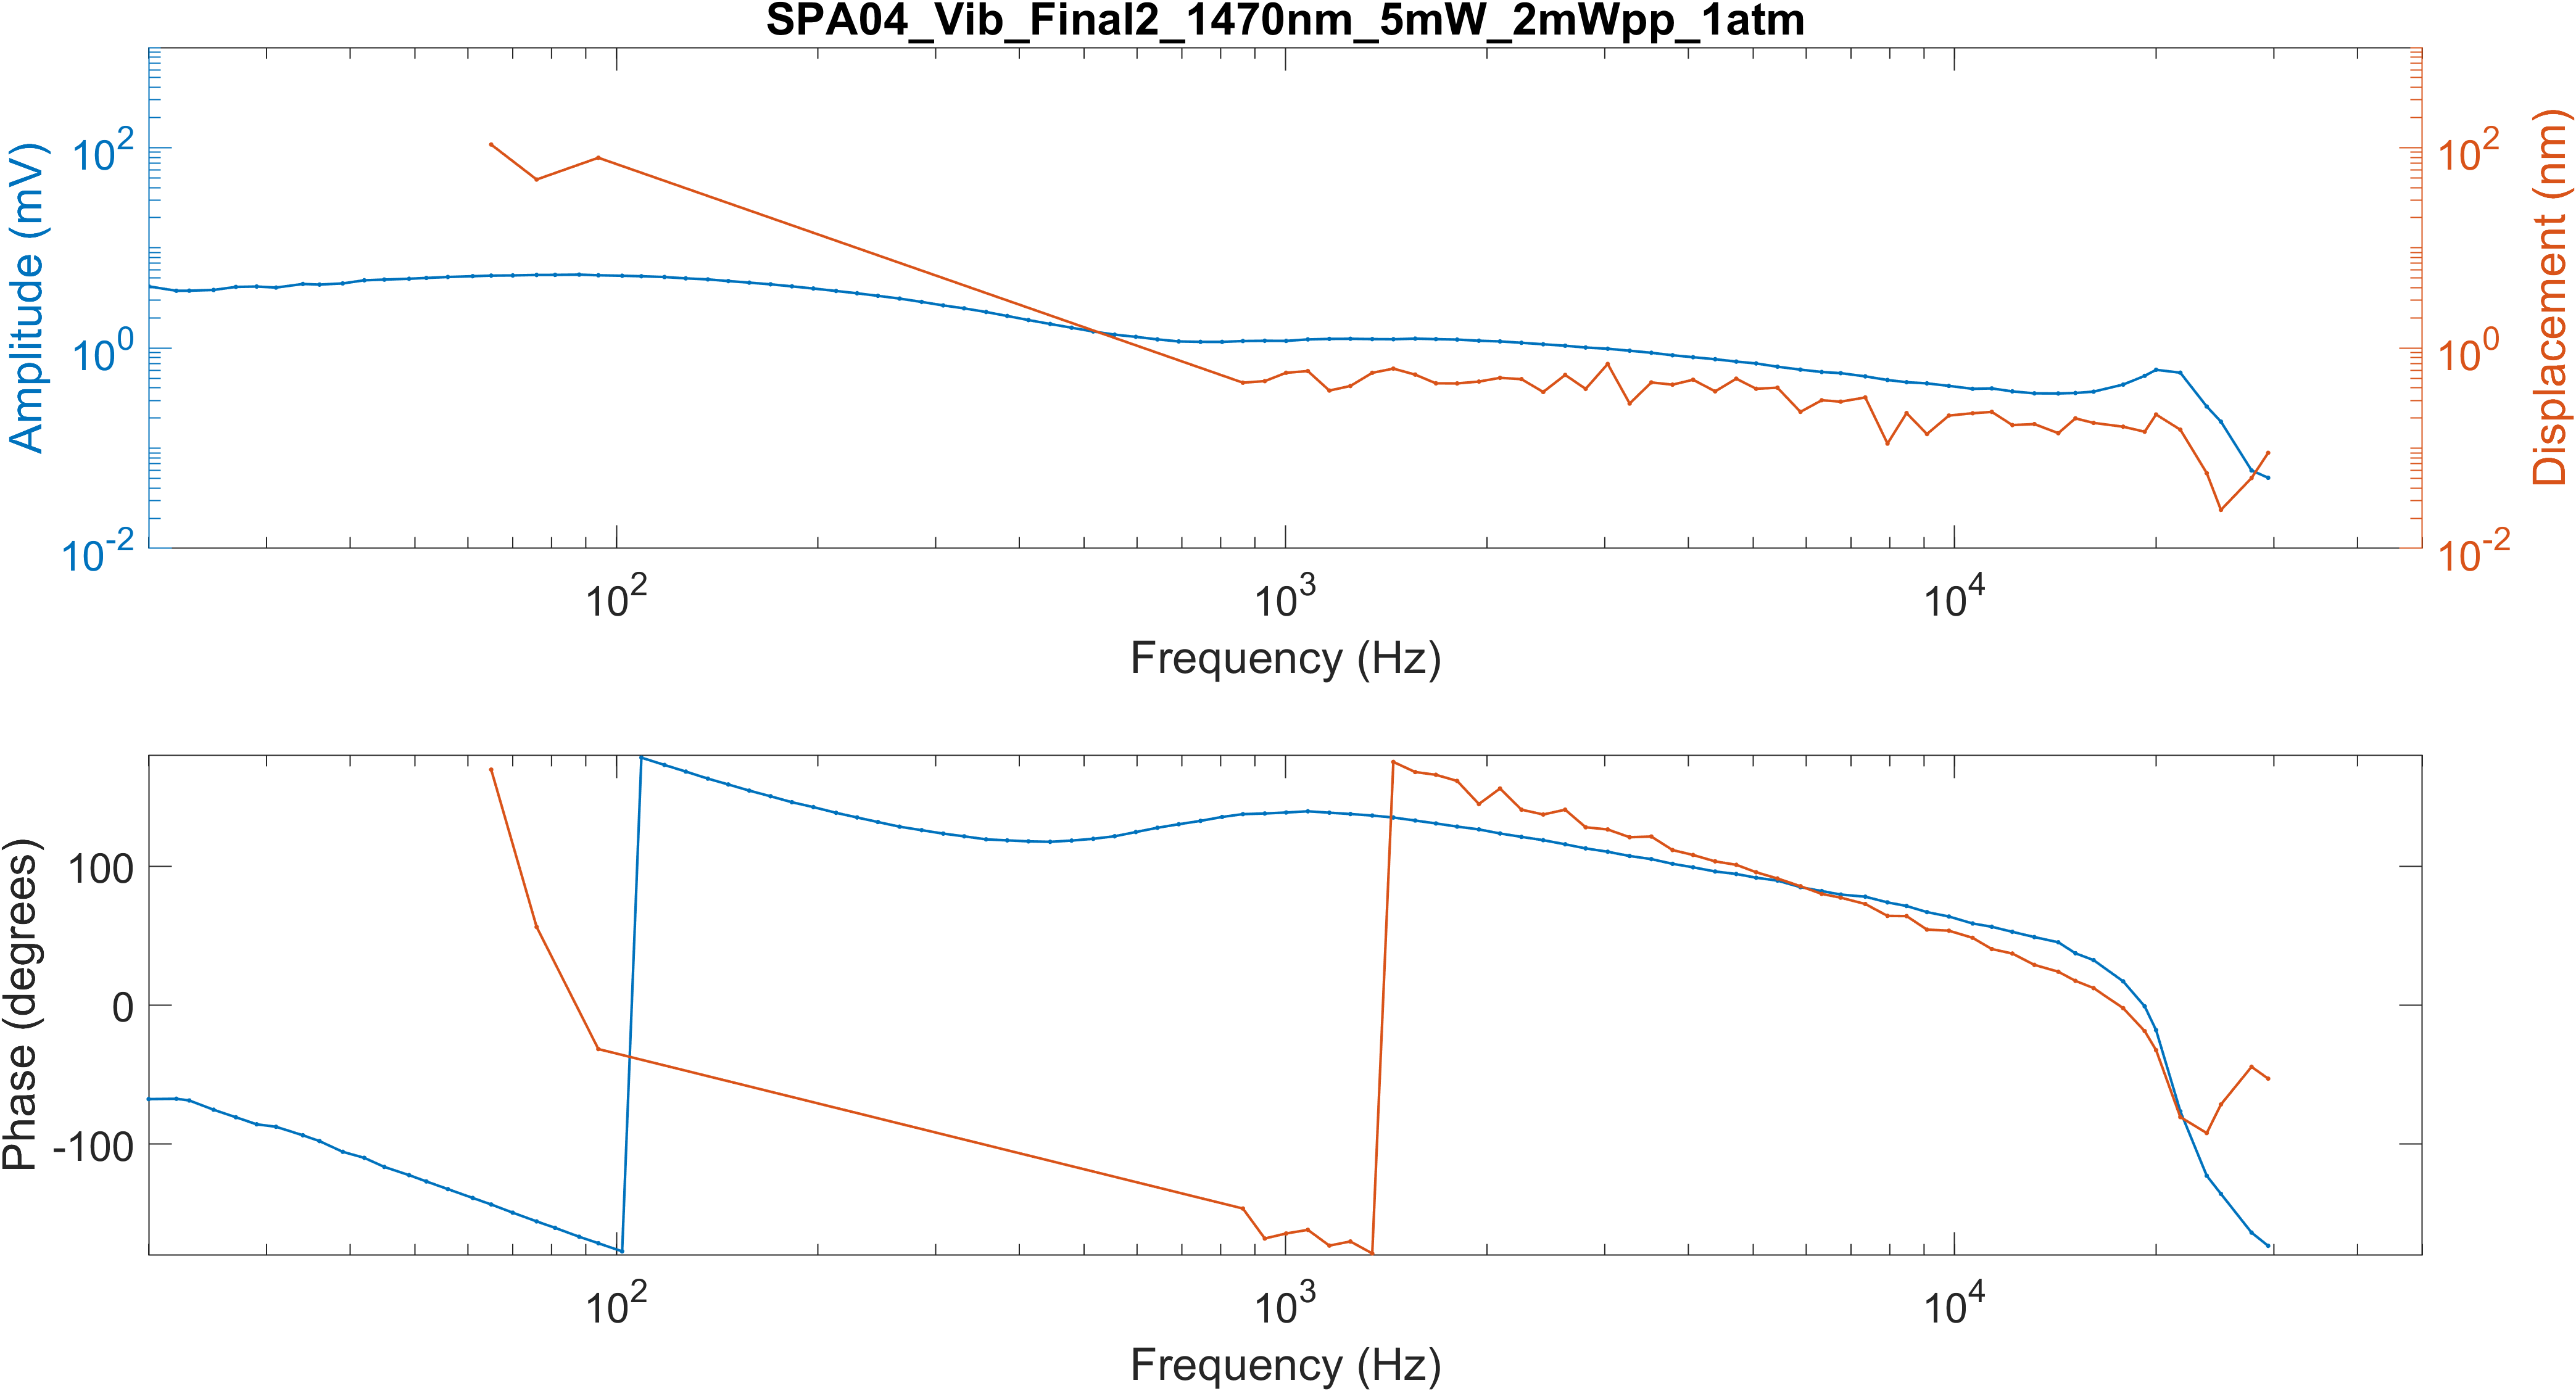 SPA04_Vib_Final2_1470nm_5mW_2mWpp_1atm
Amplitude (mV)
10^2
10^0
10^-2
10^2
10^0
10^-2
Displacement (nm)
10^2 10^3 10^4
Frequency (Hz)
Phase (degrees)
100
0
-100
10^2 10^3 10^4
Frequency (Hz)